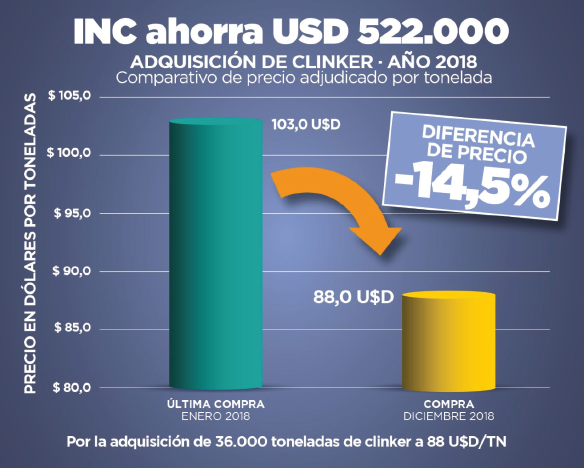 INC ahorra USD 522.000
ADQUISICIÓN DE CLINKER · AÑO 2018
Comparativo de precio adjudicado por tonelada
PRECIO EN DÓLARES POR TONELADAS
$ 105,0
$ 100,0
$ 95,0
$ 90,0
$ 85,0
$ 80,0
103,0 U$D
DIFERENCIA
DE PRECIO
-14,5%
88,0 U$D
ÚLTIMA COMPRA
ENERO 2018
COMPRA
DICIEMBRE 2018
Por la adquisición de 36.000 toneladas de clinker a 88 U$D/TN